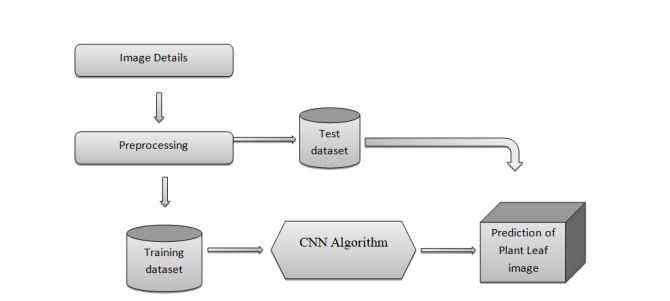 Image Details
Preprocessing
Test
dataset
Training
dataset
CNN Algorithm
Prediction of
Plant Leaf
image